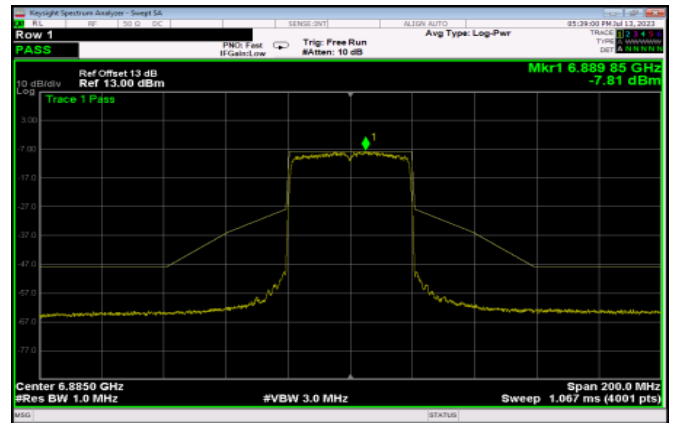 Keysight Spectrum Analyzer - Swept SA
RL RF 50 Ω DC SENSE:INT ALIGN AUTO 05:39:00 PM Jul 13, 2023
Row 1
PASS
PNO: Fast
IFGain:Low
Trig: Free Run
#Atten: 10 dB
Avg Type: Log-Pwr
TRACE 1 2 3 4 5 6
TYPE A WWWWW
DET A N N N N N
Ref Offset 13 dB
Ref 13.00 dBm
10 dB/div
Log
Mkr1 6.889 85 GHz
-7.81 dBm
Trace 1 Pass
1
3.00
-7.00
-17.0
-27.0
-37.0
-47.0
-57.0
-67.0
-77.0
Center 6.8850 GHz
#Res BW 1.0 MHz
#VBW 3.0 MHz
Span 200.0 MHz
Sweep 1.067 ms (4001 pts)
MSG STATUS